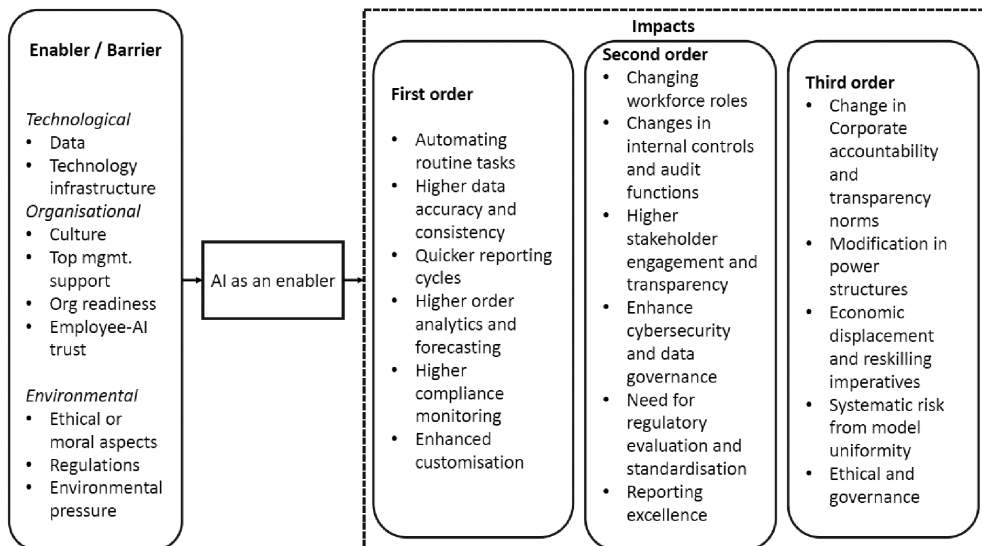 Enabler / Barrier
Technological
• Data
• Technology
infrastructure
Organisational
• Culture
• Top mgmt.
support
• Org readiness
• Employee-AI
trust
Environmental
• Ethical or
moral aspects
• Regulations
• Environmental
pressure
AI as an enabler
Impacts
First order
• Automating
routine tasks
• Higher data
accuracy and
consistency
• Quicker reporting
cycles
• Higher order
analytics and
forecasting
• Higher
compliance
monitoring
• Enhanced
customisation
Second order
• Changing
workforce roles
• Changes in
internal controls
and audit
functions
• Higher
stakeholder
engagement and
transparency
• Enhance
cybersecurity
and data
governance
• Need for
regulatory
evaluation and
standardisation
• Reporting
excellence
Third order
• Change in
Corporate
accountability
and
transparency
norms
• Modification in
power
structures
• Economic
displacement
and reskilling
imperatives
• Systematic risk
from model
uniformity
• Ethical and
governance